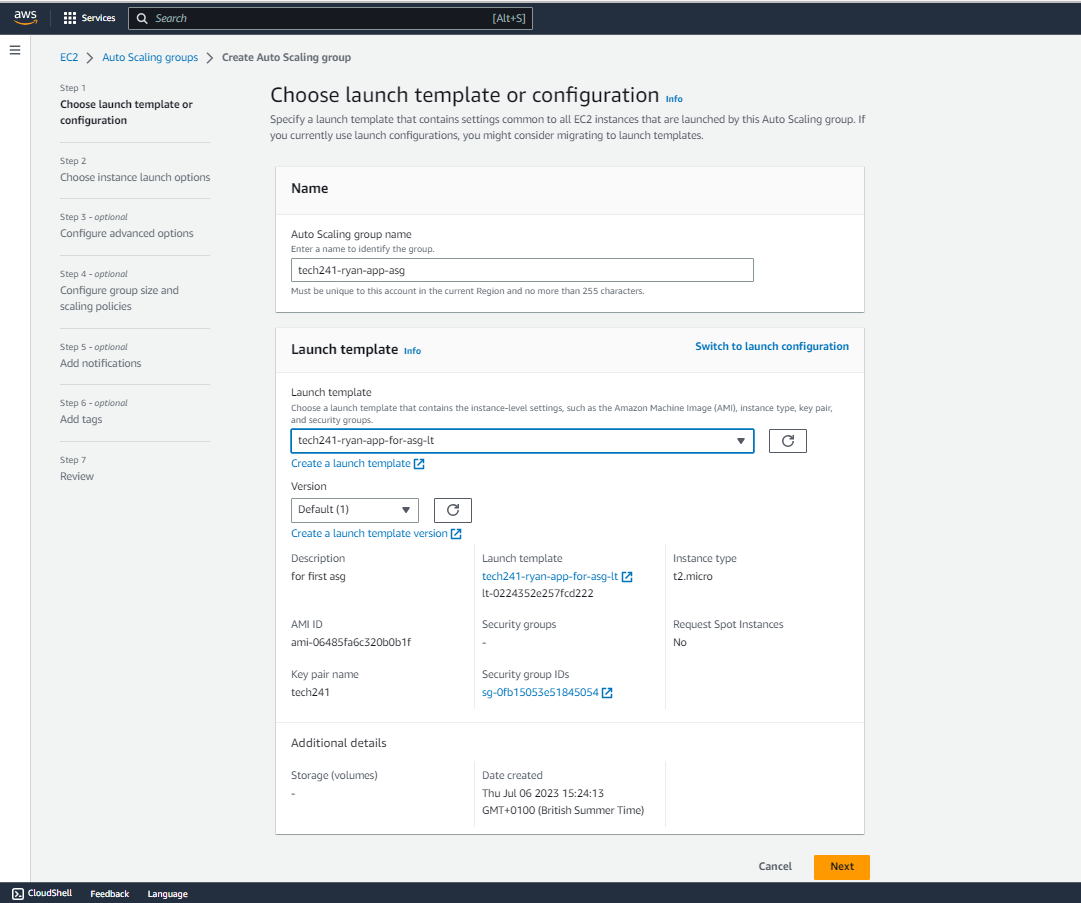 aws
Services
Search
[Alt+S]
EC2
Auto Scaling groups
Create Auto Scaling group
Step 1
Choose launch template or
configuration
Step 2
Choose instance launch options
Step 3 - optional
Configure advanced options
Step 4 - optional
Configure group size and
scaling policies
Step 5 - optional
Add notifications
Step 6 - optional
Add tags
Step 7
Review
Choose launch template or configuration Info
Specify a launch template that contains settings common to all EC2 instances that are launched by this Auto Scaling group. If
you currently use launch configurations, you might consider migrating to launch templates.
Name
Auto Scaling group name
Enter a name to identify the group.
tech241-ryan-app-asg
Must be unique to this account in the current Region and no more than 255 characters.
Launch template Info
Switch to launch configuration
Launch template
Choose a launch template that contains the instance-level settings, such as the Amazon Machine Image (AMI), instance type, key pair,
and security groups.
tech241-ryan-app-for-asg-lt
Create a launch template
Version
Default (1)
Create a launch template version
Description
for first asg
Launch template
tech241-ryan-app-for-asg-lt
lt-0224352e257fcd222
Instance type
t2.micro
AMI ID
ami-06485fa6c320b0b1f
Security groups
-
Request Spot Instances
No
Key pair name
tech241
Security group IDs
sg-0fb15053e51845054
Additional details
Storage (volumes)
-
Date created
Thu Jul 06 2023 15:24:13
GMT+0100 (British Summer Time)
Cancel
Next
CloudShell
Feedback
Language